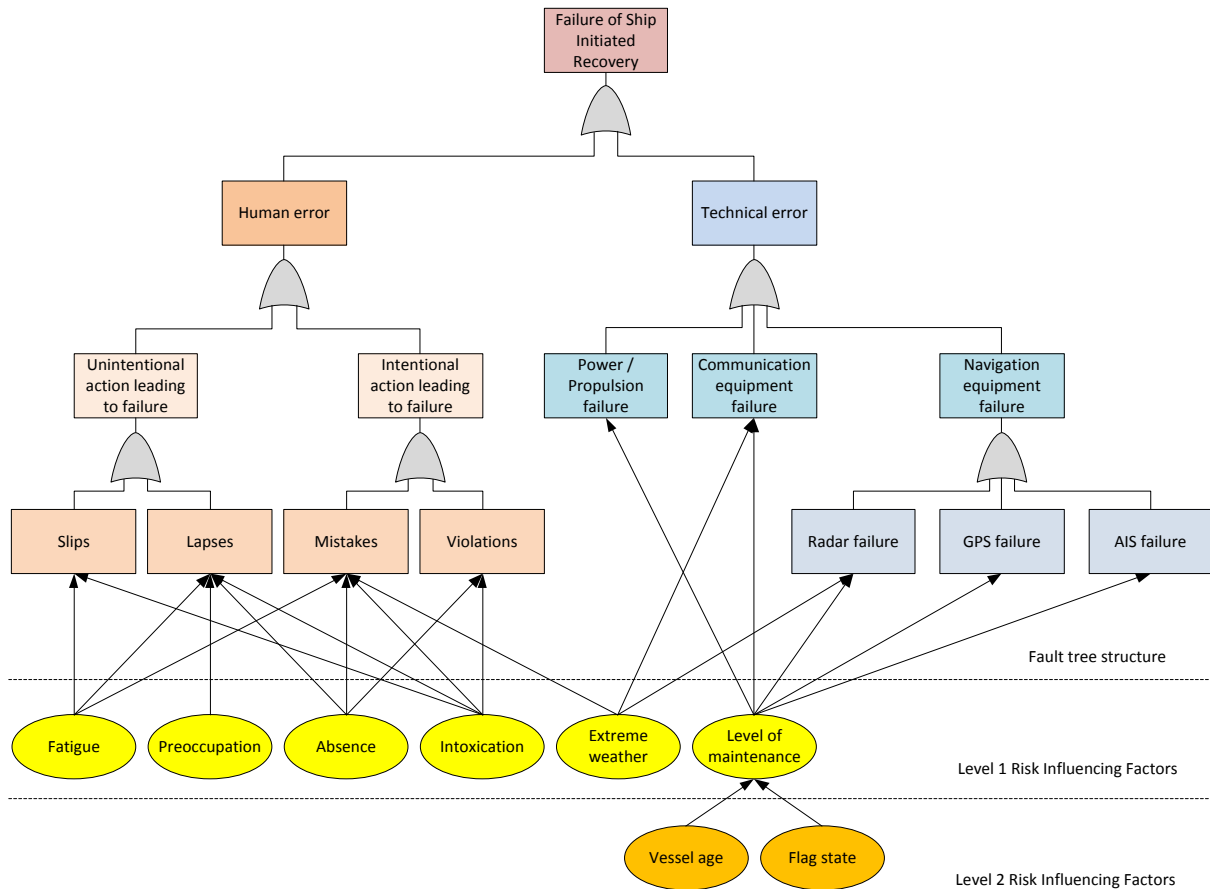 Failure of Ship
Initiated
Recovery
Human error
Technical error
Unintentional
action leading
to failure
Intentional
action leading
to failure
Power /
Propulsion
failure
Communication
equipment
failure
Navigation
equipment
failure
Slips
Lapses
Mistakes
Violations
Radar failure
GPS failure
AIS failure
Fault tree structure
Fatigue
Preoccupation
Absence
Intoxication
Extreme
weather
Level of
maintenance
Level 1 Risk Influencing Factors
Vessel age
Flag state
Level 2 Risk Influencing Factors